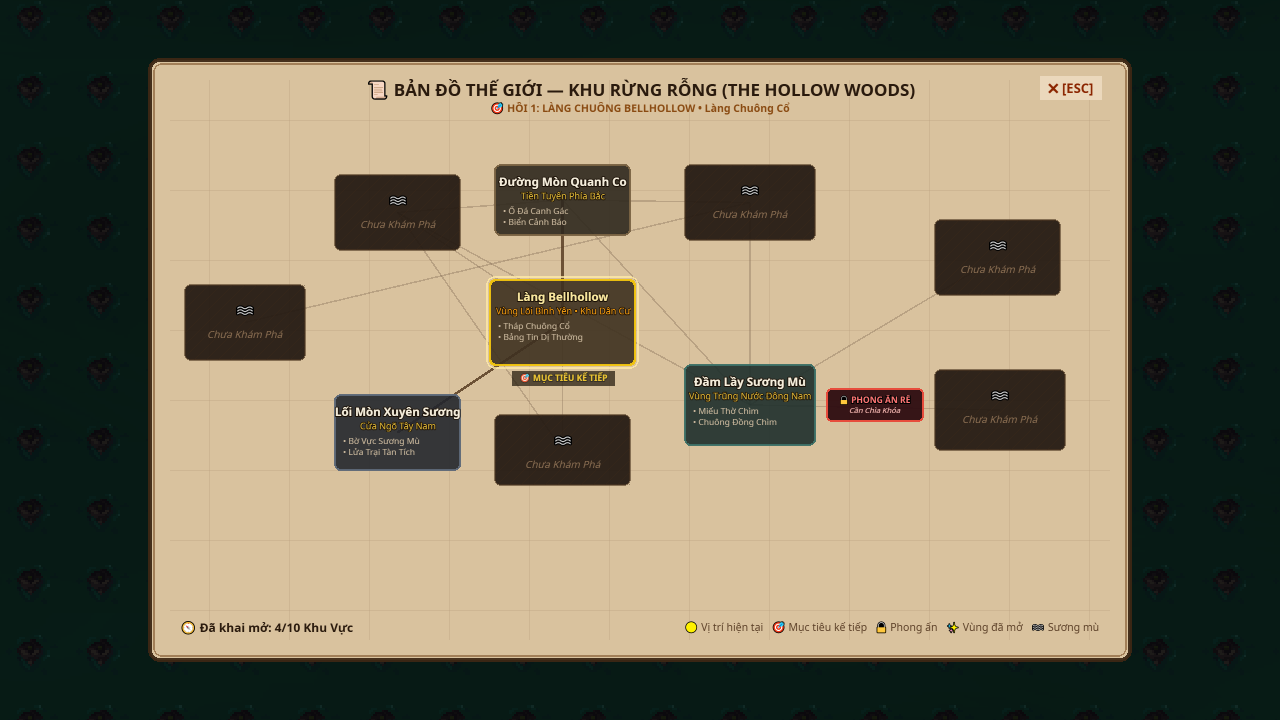 BẢN ĐỒ THẾ GIỚI — KHU RỪNG RỖNG (THE HOLLOW WOODS)
✕ [ESC]
HỒI 1: LÀNG CHUÔNG BELLHOLLOW • Làng Chuông Cổ
Chưa Khám Phá
Đường Mòn Quanh Co
Tiền Tuyến Phía Bắc
• Ổ Đá Canh Gác
• Biển Cảnh Báo
Chưa Khám Phá
Chưa Khám Phá
Chưa Khám Phá
Làng Bellhollow
Vùng Lõi Bình Yên • Khu Dân Cư
• Tháp Chuông Cổ
• Bảng Tin Dị Thường
MỤC TIÊU KẾ TIẾP
Lối Mòn Xuyên Sương
Cửa Ngõ Tây Nam
• Bờ Vực Sương Mù
• Lửa Trại Tàn Tích
Chưa Khám Phá
Đầm Lầy Sương Mù
Vùng Trũng Nước Đông Nam
• Miếu Thờ Chìm
• Chuông Đồng Chìm
PHONG ẤN RỄ
Cần Chìa Khóa
Chưa Khám Phá
Đã khai mở: 4/10 Khu Vực
Vị trí hiện tại
Mục tiêu kế tiếp
Phong ấn
Vùng đã mở
Sương mù